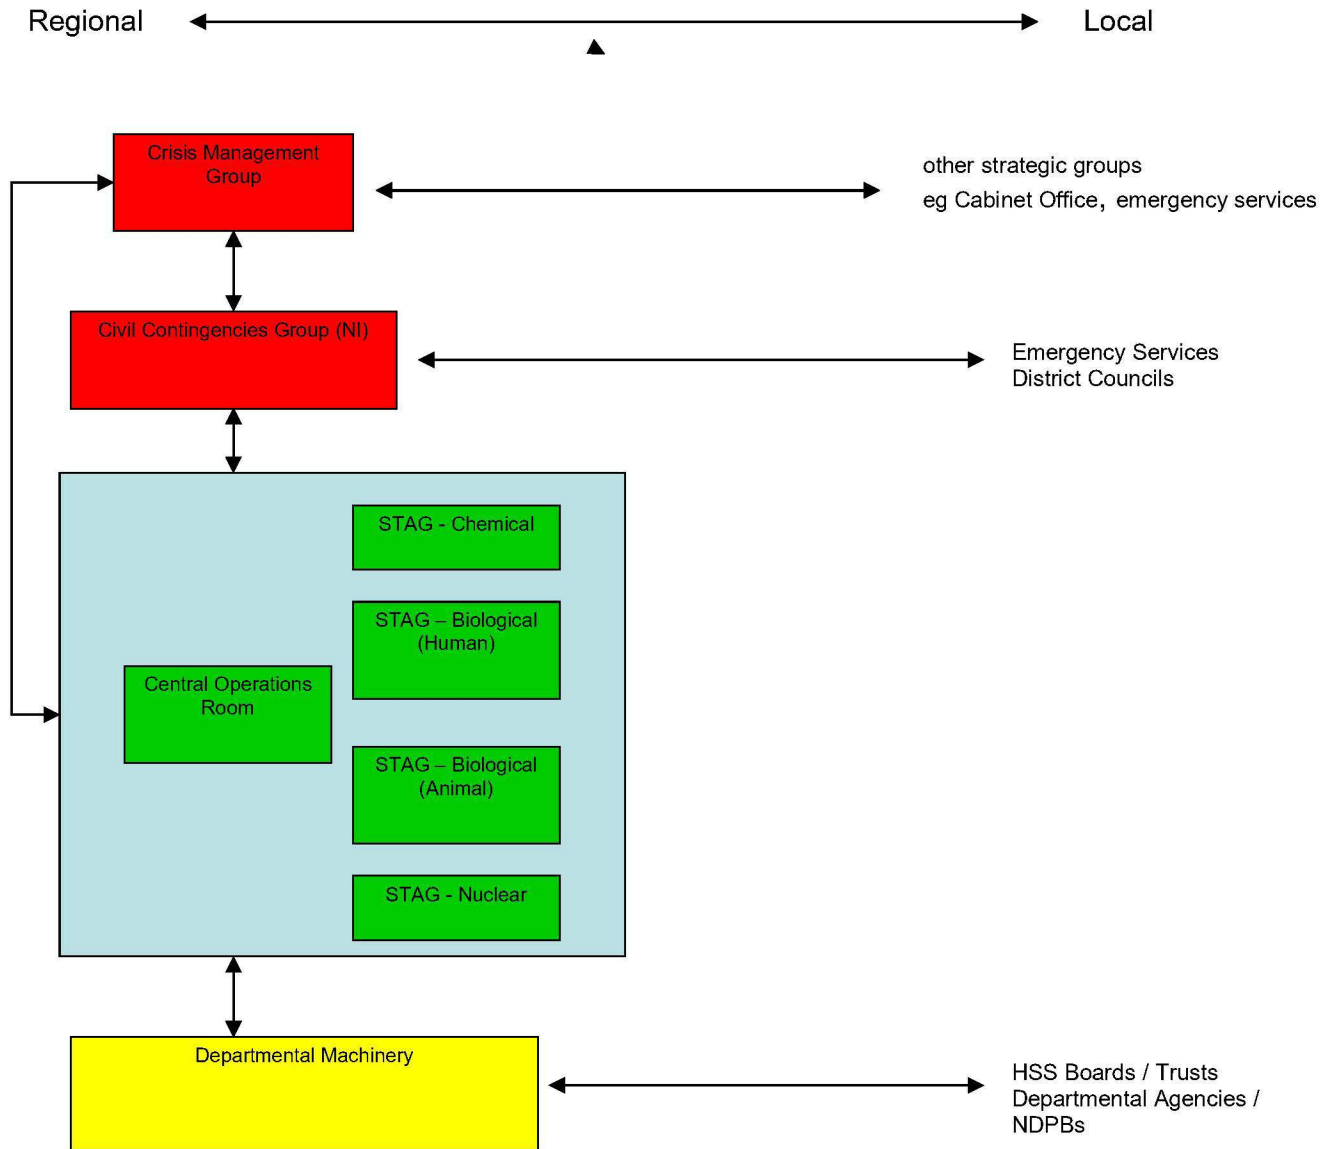 Regional
Local
Crisis Management
Group
other strategic groups
eg Cabinet Office, emergency services
Civil Contingencies Group (NI)
Emergency Services
District Councils
STAG - Chemical
STAG – Biological
(Human)
Central Operations
Room
STAG – Biological
(Animal)
STAG - Nuclear
Departmental Machinery
HSS Boards / Trusts
Departmental Agencies /
NDPBs